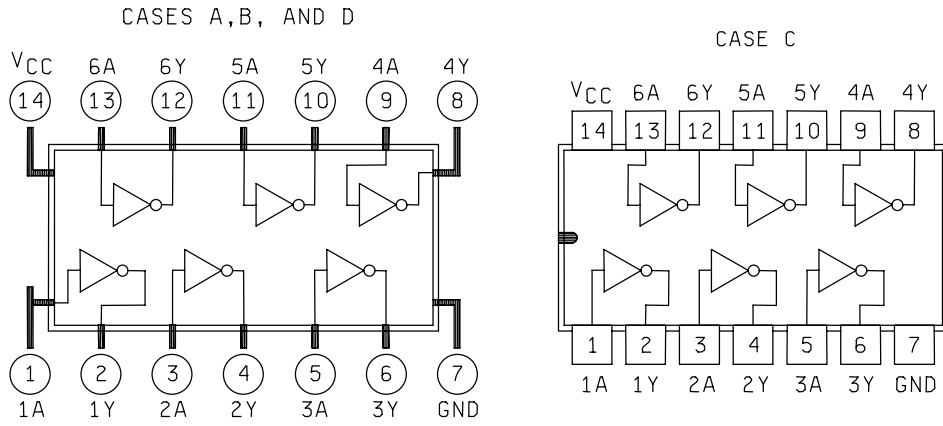 CASES A,B, AND D
VCC 6A 6Y 5A 5Y 4A 4Y
14 13 12 11 10 9 8
1 2 3 4 5 6 7
1A 1Y 2A 2Y 3A 3Y GND
CASE C
VCC 6A 6Y 5A 5Y 4A 4Y
14 13 12 11 10 9 8
1 2 3 4 5 6 7
1A 1Y 2A 2Y 3A 3Y GND